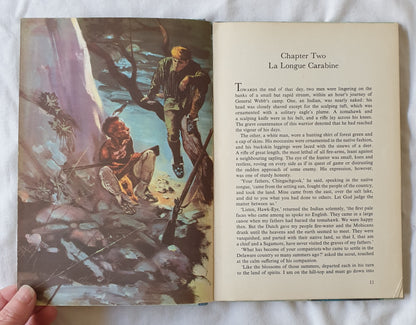 Chapter Two
La Longue Carabine
TOWARDS the end of that day, two men were lingering on the
banks of a small but rapid stream, within an hour's journey of
General Webb's camp. One, an Indian, was nearly naked: his
head was closely shaved except for the scalping tuft, which was
ornamented with a solitary eagle's plume. A tomahawk and
a scalping knife were in his belt, and a rifle lay across his knees.
The grave countenance of this warrior denoted that he had reached
the vigour of his days.
The other, a white man, wore a hunting shirt of forest green and
a cap of skins. His moccasins were ornamented in the native fashion,
and his buckskin leggings were laced with the sinews of a deer.
A rifle of great length, the most lethal of all fire-arms, leant against
a neighbouring sapling. The eye of the hunter was small, keen and
restless, roving on every side as if in quest of game or distrusting
the sudden approach of some enemy. His expression, however,
was one of sturdy honesty.
'Your fathers, Chingachgook,' he said, speaking in the native
tongue, 'came from the setting sun, fought the people of the country,
and took the land. Mine came from the east, over the salt lake,
and did to you what you had done to others. Let God judge the
matter between us.'
'Listen, Hawk-Eye,' returned the Indian solemnly, 'the first pale
faces who came among us spoke no English. They came in a large
canoe when my fathers had buried the tomahawk. We were happy
then. But the Dutch gave my people fire-water and the Mohicans
drank until the heavens and the earth seemed to meet. They were
vanquished, and parted with their native land, so that I, that am
a chief and a Sagamore, have never visited the graves of my fathers.'
'What has become of your compatriots who came to settle in the
Delaware country so many summers ago?' asked the scout, touched
at the calm suffering of his companion.
'Like the blossoms of those summers, departed each in his turn
to the land of spirits. I am on the hill-top and must go down into
11